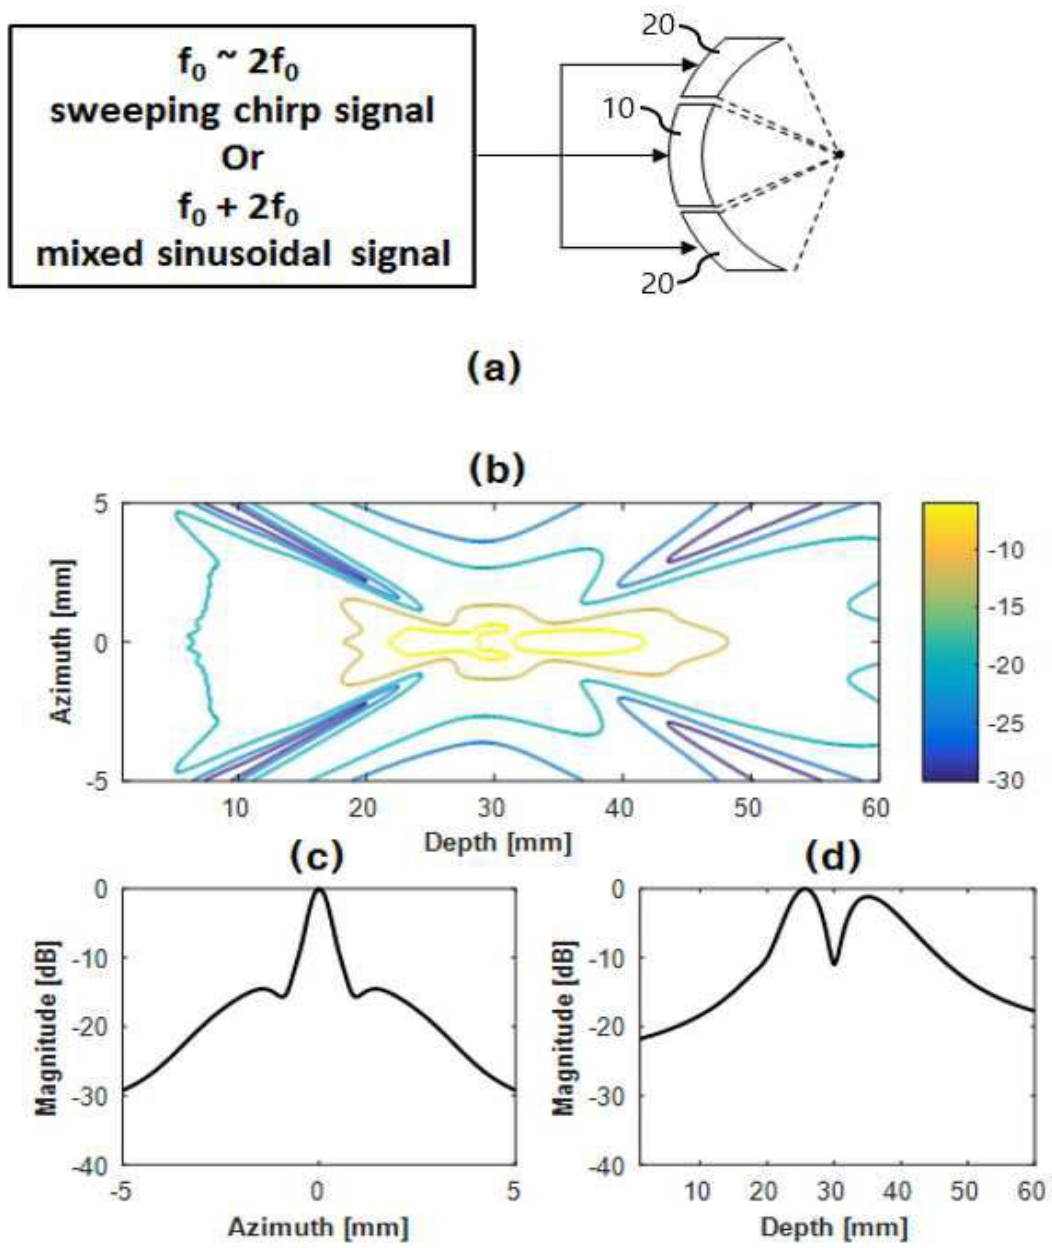 f₀ ~ 2f₀
sweeping chirp signal
Or
f₀ + 2f₀
mixed sinusoidal signal
20
10
20
(a)
(b)
5
0
-5
Azimuth [mm]
10 20 30 40 50 60
Depth [mm]
-10
-15
-20
-25
-30
(c)
0
-10
-20
-30
-40
Magnitude [dB]
-5 0 5
Azimuth [mm]
(d)
0
-10
-20
-30
-40
Magnitude [dB]
10 20 30 40 50 60
Depth [mm]